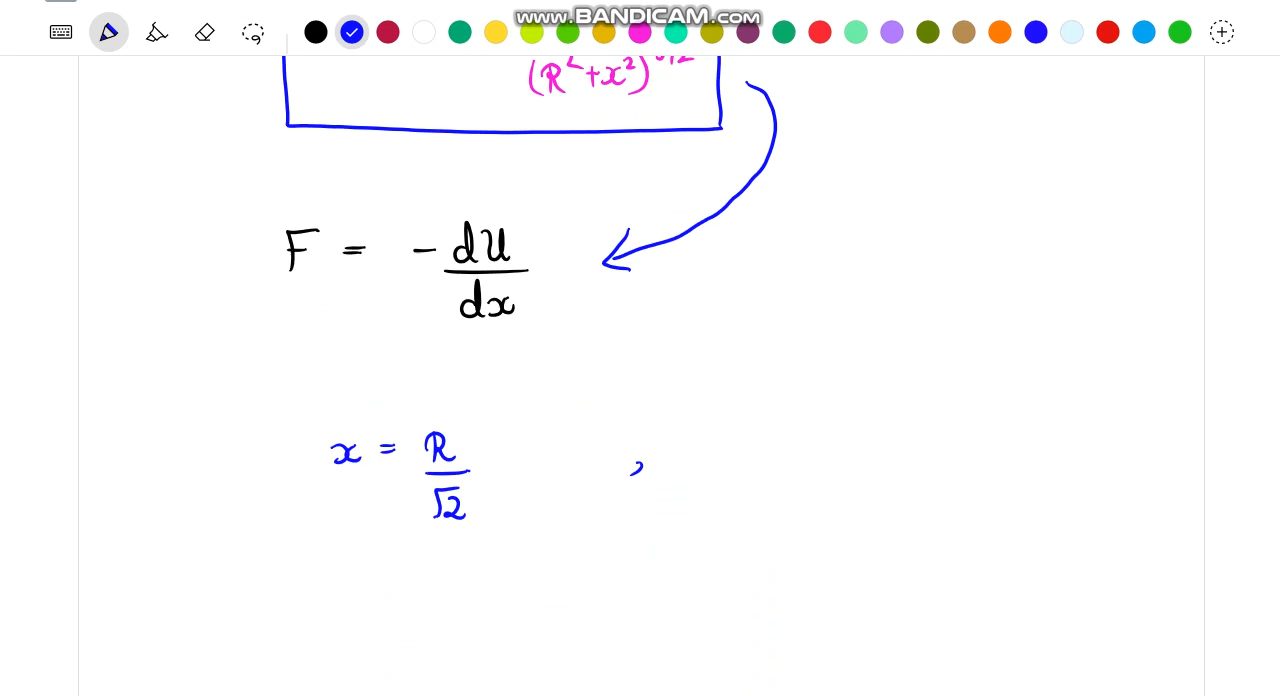 www.BANDICAM.com
(R²+x²)
F = - dU/dx
x = R/√2 ,